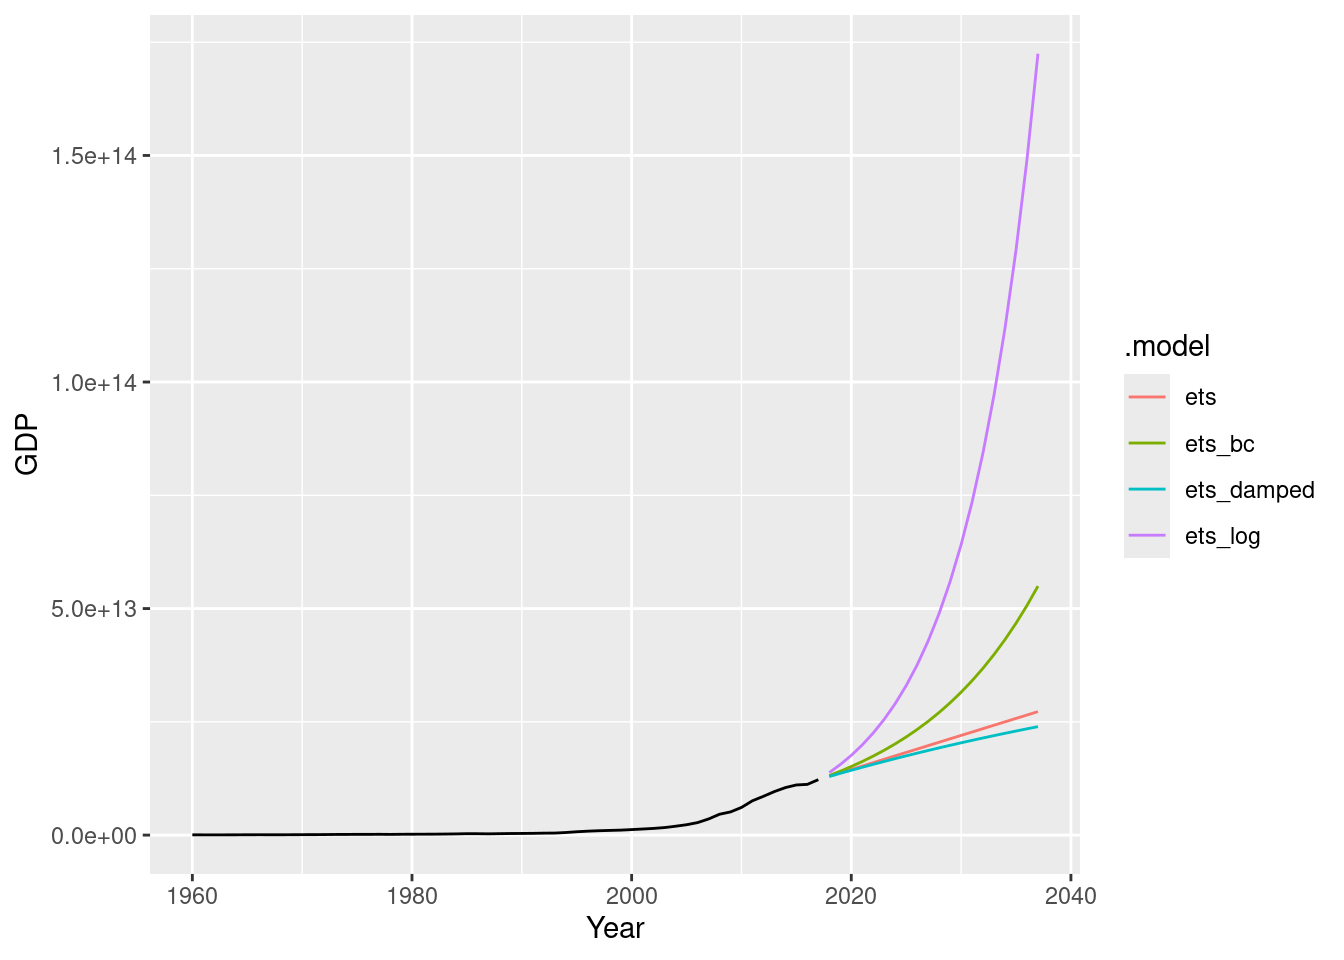 1.5e+14
1.0e+14
5.0e+13
0.0e+00
GDP
1960 1980 2000 2020 2040
Year
.model
ets
ets_bc
ets_damped
ets_log